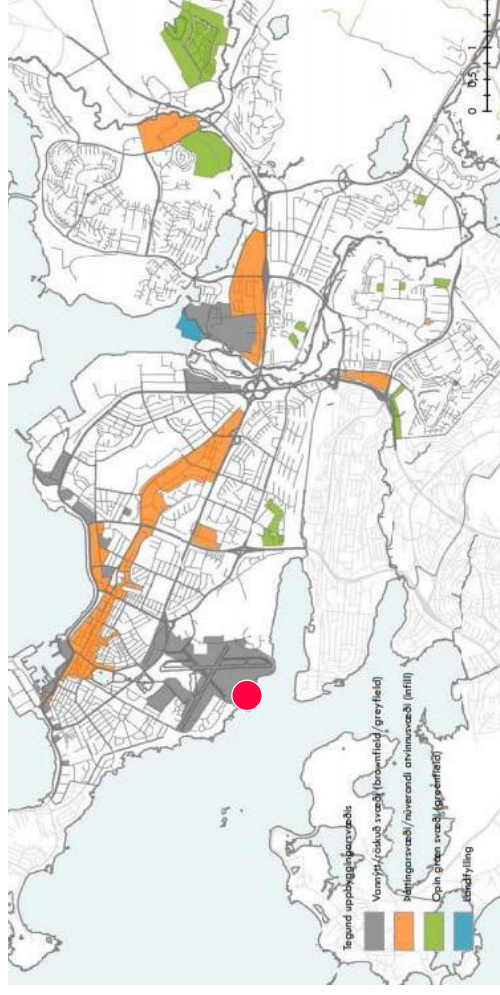 Tegund uppbyggingarsvæðis
Vannýtt/röskuð svæði (brownfield/greyfield)
Þéttingarsvæði/núverandi atvinnusvæði (infill)
Opin græn svæði (greenfield)
Landfylling
0 0,5 1